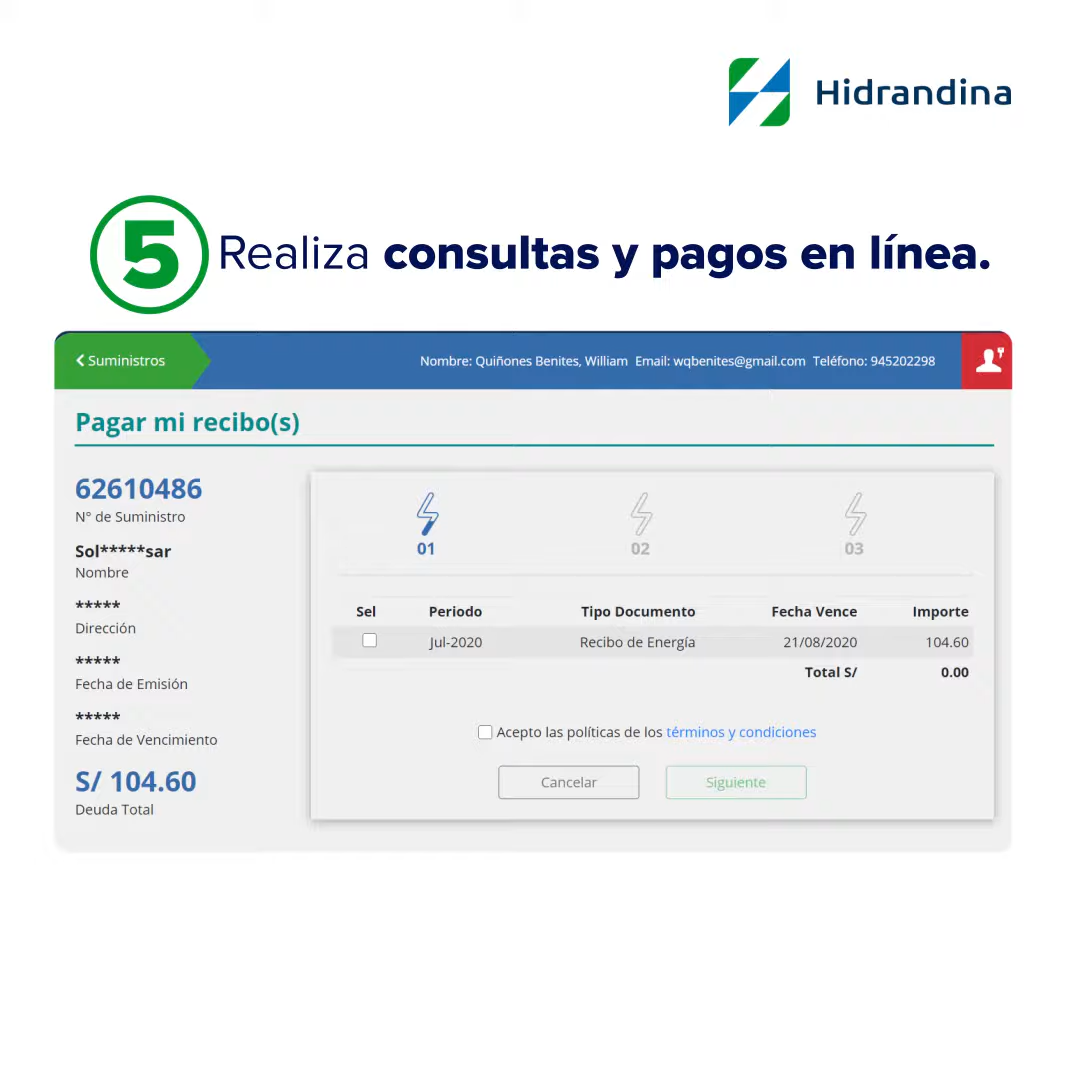 Hidrandina
5 Realiza consultas y pagos en línea.
Suministros
Nombre: Quiñones Benites, William Email: wqbenites@gmail.com Teléfono: 945202298
Pagar mi recibo(s)
62610486
N° de Suministro
Sol*****sar
Nombre
*****
Dirección
*****
Fecha de Emisión
*****
Fecha de Vencimiento
S/ 104.60
Deuda Total
01 02 03
Sel Periodo Tipo Documento Fecha Vence Importe
Jul-2020 Recibo de Energía 21/08/2020 104.60
Total S/ 0.00
Acepto las políticas de los términos y condiciones
Cancelar Siguiente